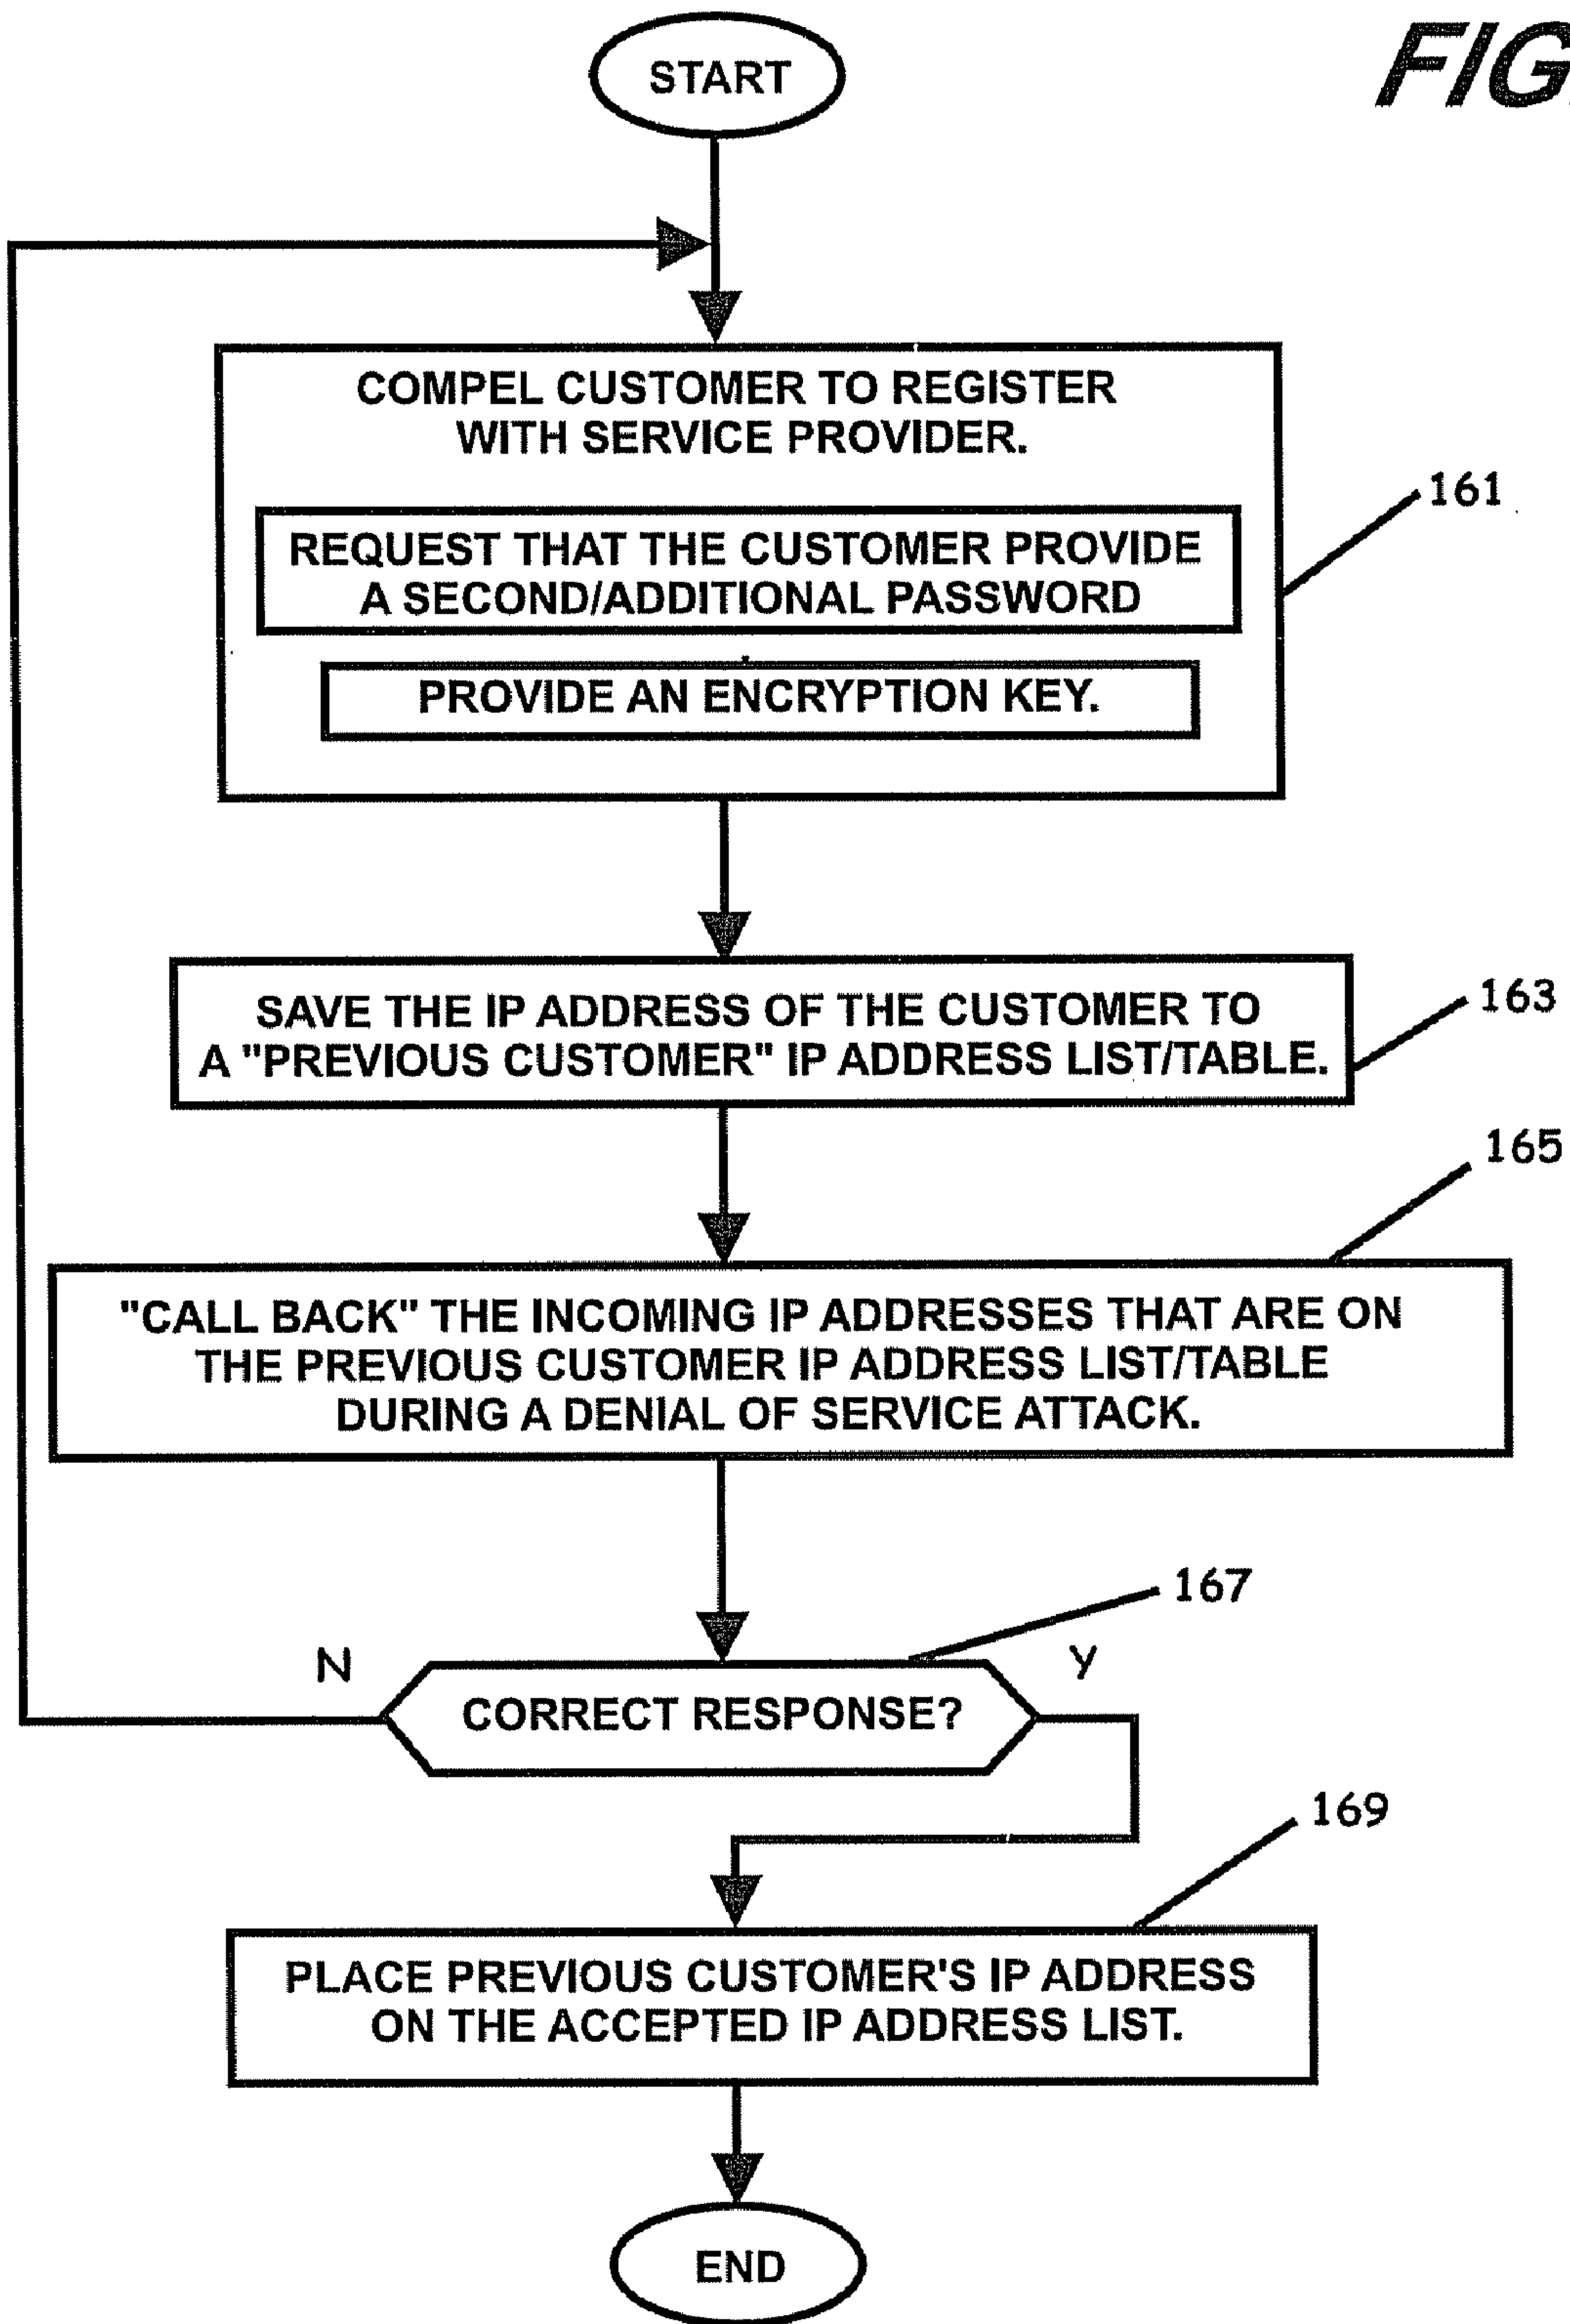 FIG.
START
COMPEL CUSTOMER TO REGISTER
WITH SERVICE PROVIDER.
161
REQUEST THAT THE CUSTOMER PROVIDE
A SECOND/ADDITIONAL PASSWORD
PROVIDE AN ENCRYPTION KEY.
163
SAVE THE IP ADDRESS OF THE CUSTOMER TO
A "PREVIOUS CUSTOMER" IP ADDRESS LIST/TABLE.
165
"CALL BACK" THE INCOMING IP ADDRESSES THAT ARE ON
THE PREVIOUS CUSTOMER IP ADDRESS LIST/TABLE
DURING A DENIAL OF SERVICE ATTACK.
167
N
Y
CORRECT RESPONSE?
169
PLACE PREVIOUS CUSTOMER'S IP ADDRESS
ON THE ACCEPTED IP ADDRESS LIST.
END